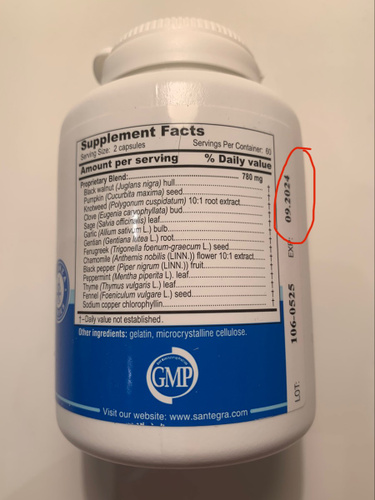 Supplement Facts
Serving Size: 2 capsules Servings Per Container: 60
Amount per serving % Daily value
Proprietary Blend: 780 mg
Black walnut (Juglans nigra) hull †
Pumpkin (Cucurbita maxima) seed †
Knotweed (Polygonum cuspidatum) 10:1 root extract †
Clove (Eugenia caryophyllata) bud †
Sage (Salvia officinalis) leaf †
Garlic (Allium sativum L.) bulb †
Gentian (Gentiana lutea L.) root †
Fenugreek (Trigonella foenum-graecum L.) seed †
Chamomile (Anthemis nobilis (LINN.)) flower 10:1 extract †
Black pepper (Piper nigrum (LINN.)) fruit †
Peppermint (Mentha piperita L.) leaf †
Thyme (Thymus vulgaris L.) leaf †
Fennel (Foeniculum vulgare L.) seed †
Sodium copper chlorophyllin †
†–Daily value not established.
Other ingredients: gelatin, microcrystalline cellulose.
GMP
Visit our website: www.santegra.com
LOT: 106-0525 EXP: 09.2024